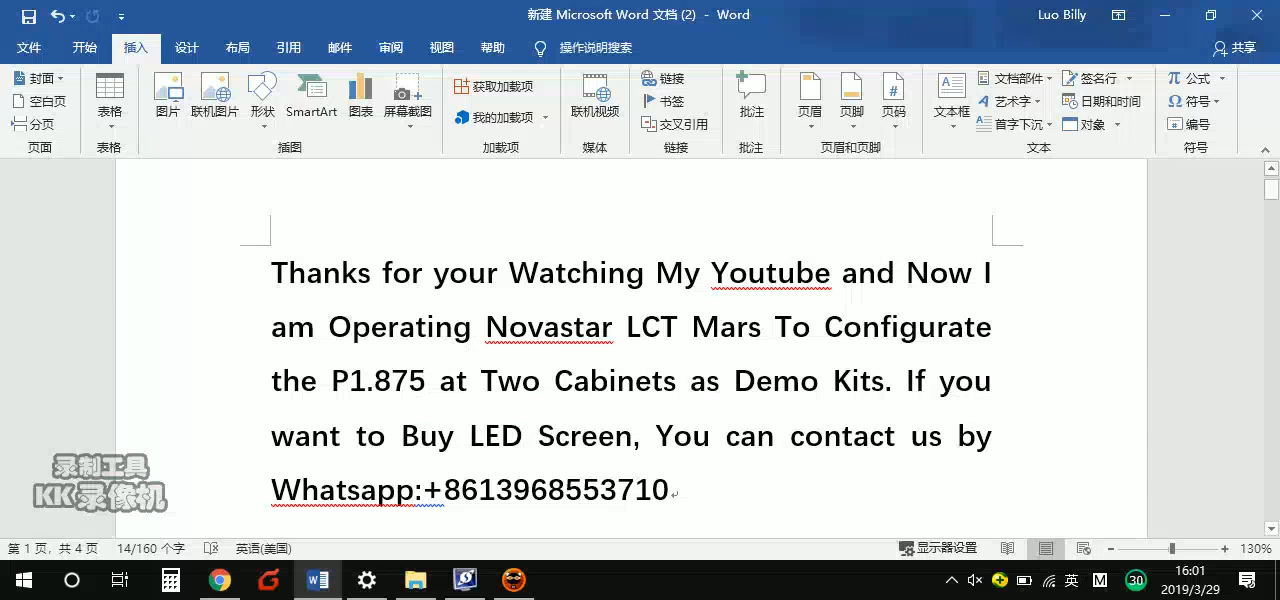 新建 Microsoft Word 文档 (2) - Word
Luo Billy
文件 开始 插入 设计 布局 引用 邮件 审阅 视图 帮助 操作说明搜索 共享
封面 空白页 分页
表格
图片 联机图片 形状 SmartArt 图表 屏幕截图
获取加载项
我的加载项
联机视频
链接
书签
交叉引用
批注
页眉 页脚 页码
文本框
文档部件
艺术字
首字下沉
签名行
日期和时间
对象
公式
符号
编号
页面 表格 插图 加载项 媒体 链接 批注 页眉和页脚 文本 符号
Thanks for your Watching My Youtube and Now I
am Operating Novastar LCT Mars To Configurate
the P1.875 at Two Cabinets as Demo Kits. If you
want to Buy LED Screen, You can contact us by
Whatsapp:+8613968553710
录制工具
KK录像机
第 1 页，共 4 页 14/160 个字 英语(美国) 显示器设置 130%
英 M 30
16:01
2019/3/29